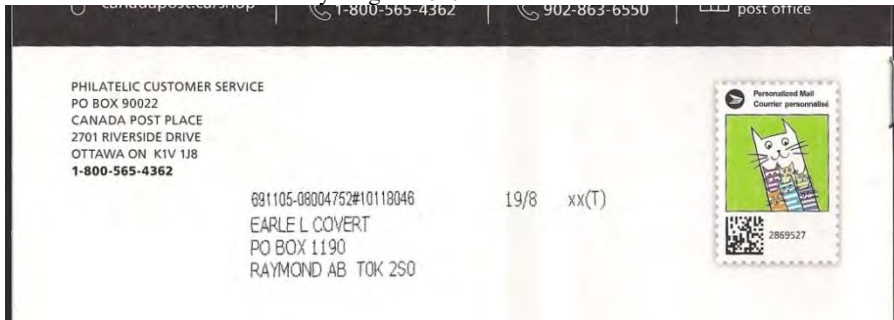 canadapost.ca/shop 1-800-565-4362 902-863-6550 post office
PHILATELIC CUSTOMER SERVICE
PO BOX 90022
CANADA POST PLACE
2701 RIVERSIDE DRIVE
OTTAWA ON K1V 1J8
1-800-565-4362
Personalized Mail
Courrier personnalisé
2869527
691105-08004752#10118046 19/8 xx(T)
EARLE L COVERT
PO BOX 1190
RAYMOND AB T0K 2S0